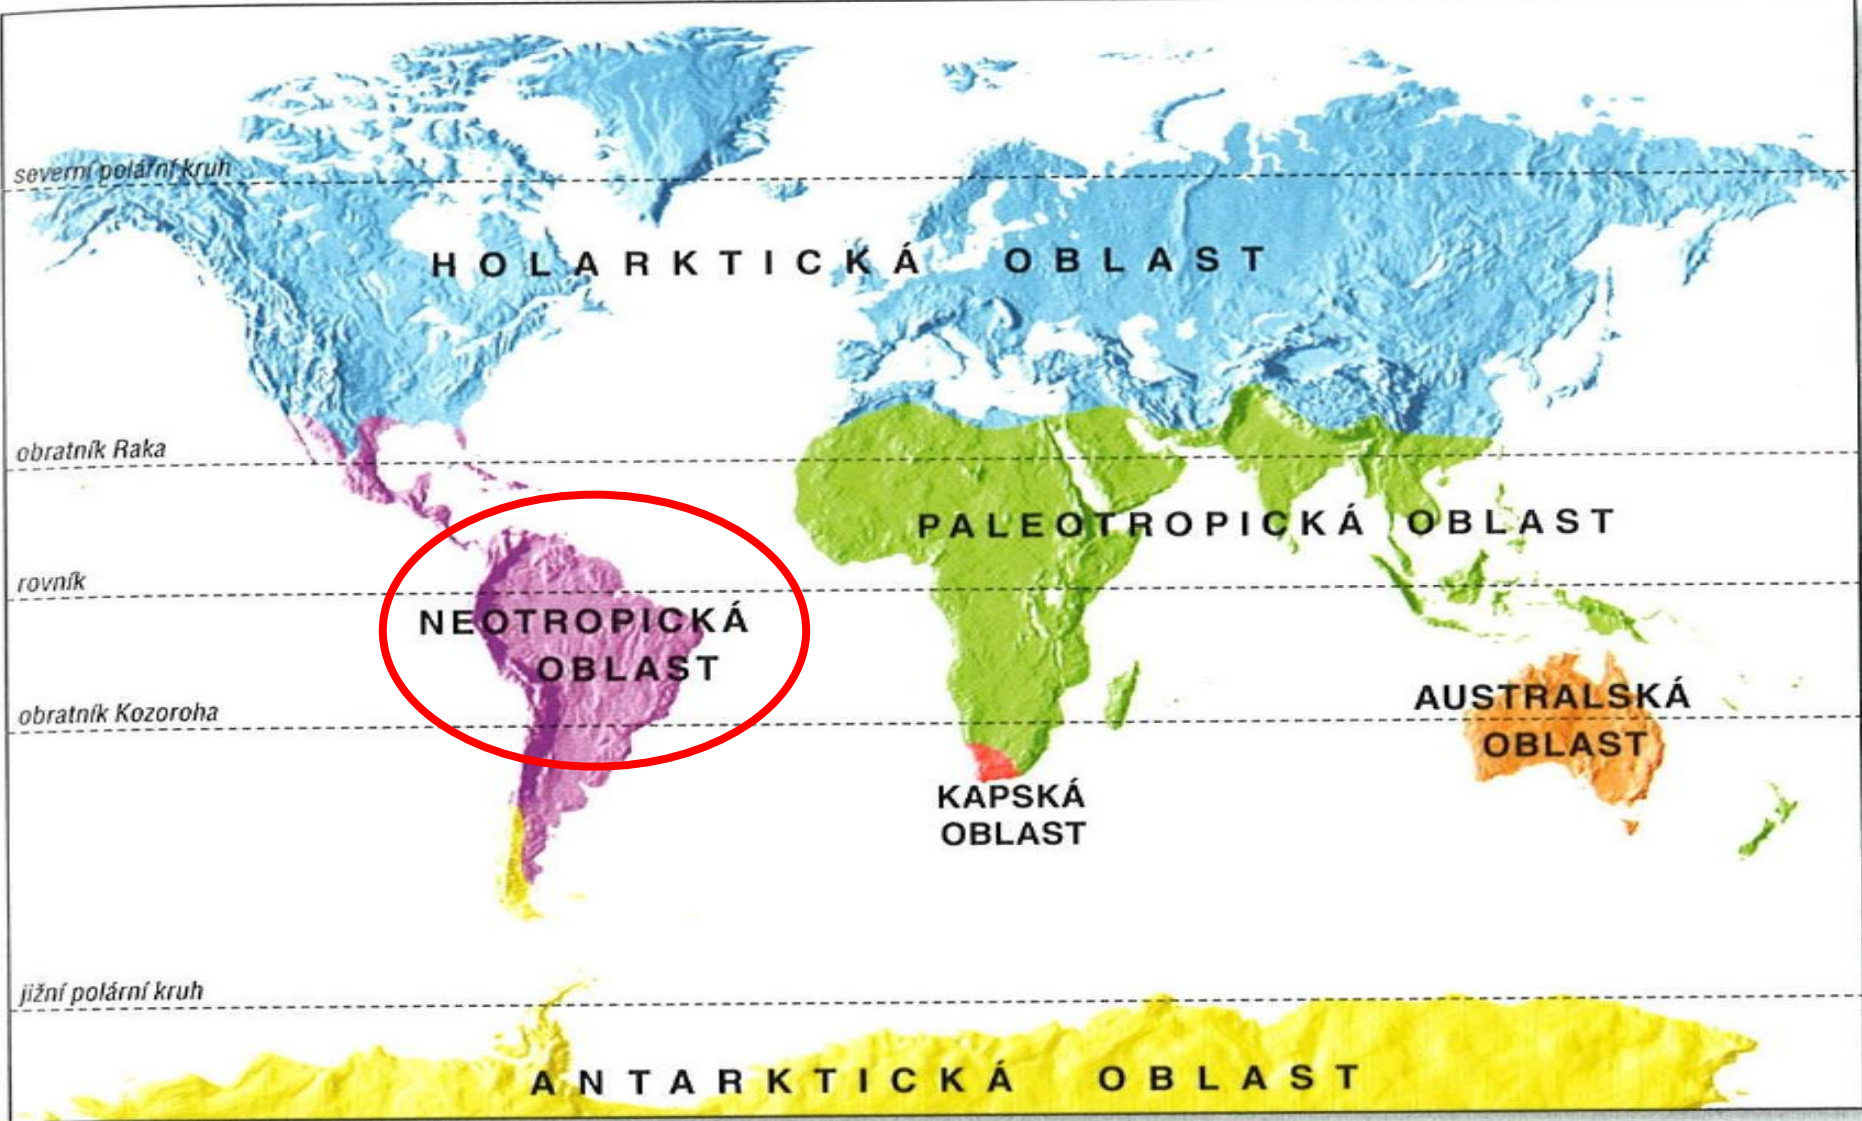 severní polární kruh
HOLARKTICKÁ OBLAST
obratník Raka
PALEOTROPICKÁ OBLAST
rovník
NEOTROPICKÁ
OBLAST
obratník Kozoroha
AUSTRALSKÁ
OBLAST
KAPSKÁ
OBLAST
jižní polární kruh
ANTARKTICKÁ OBLAST